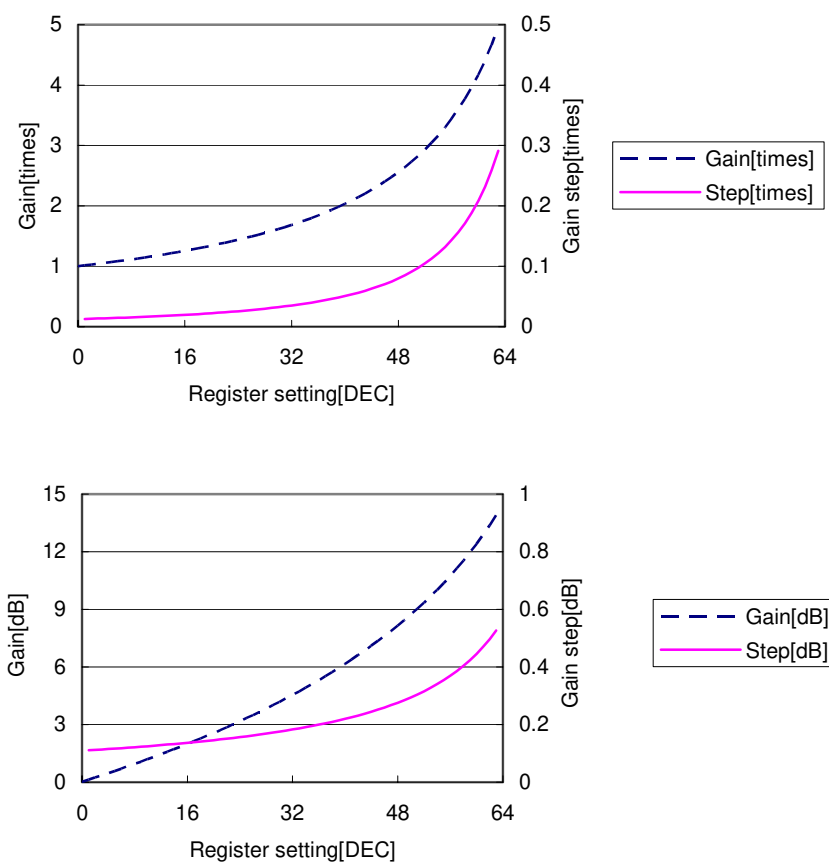 5
4
3
2
1
0
Gain[times]
0.5
0.4
0.3
0.2
0.1
0
Gain step[times]
0 16 32 48 64
Register setting[DEC]
Gain[times]
Step[times]
15
12
9
6
3
0
Gain[dB]
1
0.8
0.6
0.4
0.2
0
Gain step[dB]
0 16 32 48 64
Register setting[DEC]
Gain[dB]
Step[dB]